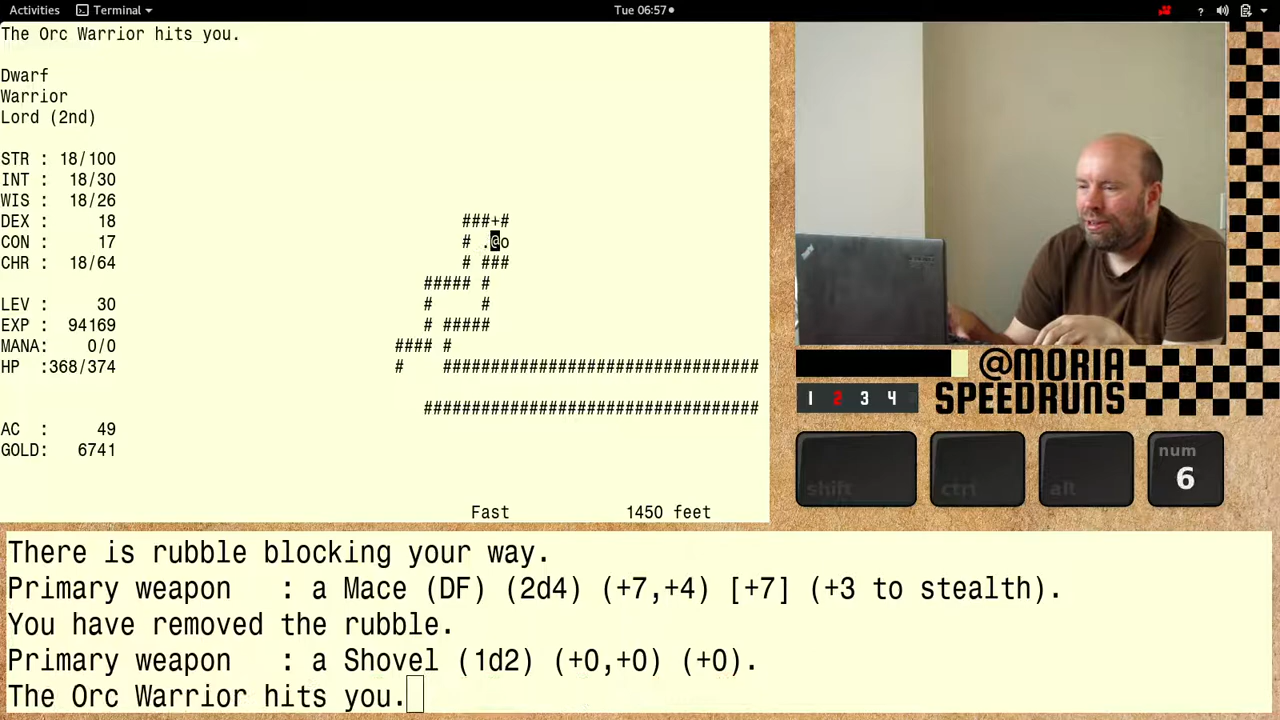 Activities Terminal Tue 06:57
The Orc Warrior hits you.
Dwarf
Warrior
Lord (2nd)
STR : 18/100
INT : 18/30
WIS : 18/26
DEX : 18
CON : 17
CHR : 18/64
LEV : 30
EXP : 94169
MANA: 0/0
HP :368/374
AC : 49
GOLD: 6741
###+#
# .@o
# ###
##### #
# #
# #####
#### #
# #################################
###################################
Fast 1450 feet
@MORIA
SPEEDRUNS
1 2 3 4
shift ctrl alt num
6
There is rubble blocking your way.
Primary weapon : a Mace (DF) (2d4) (+7,+4) [+7] (+3 to stealth).
You have removed the rubble.
Primary weapon : a Shovel (1d2) (+0,+0) (+0).
The Orc Warrior hits you.